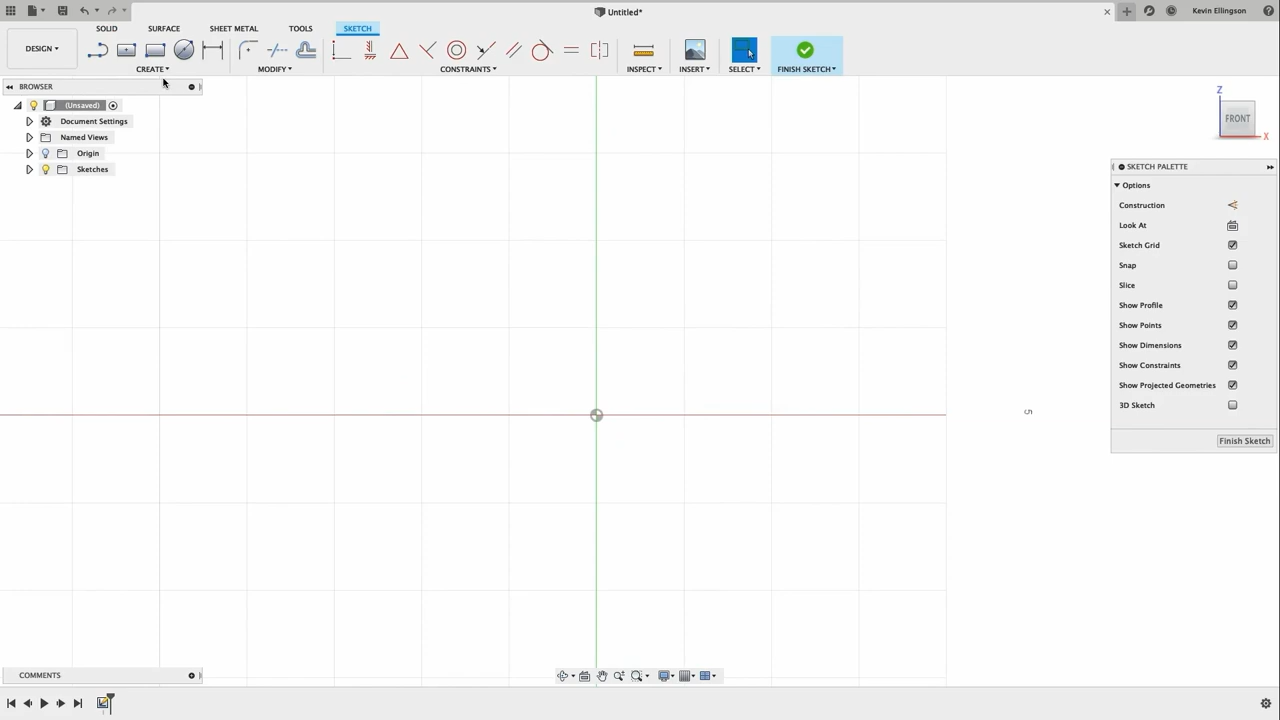 Untitled*
Kevin Ellingson
SOLID
SURFACE
SHEET METAL
TOOLS
SKETCH
DESIGN
CREATE
MODIFY
CONSTRAINTS
INSPECT
INSERT
SELECT
FINISH SKETCH
BROWSER
(Unsaved)
Document Settings
Named Views
Origin
Sketches
Z
FRONT
X
SKETCH PALETTE
Options
Construction
Look At
Sketch Grid
Snap
Slice
Show Profile
Show Points
Show Dimensions
Show Constraints
Show Projected Geometries
3D Sketch
5
Finish Sketch
COMMENTS